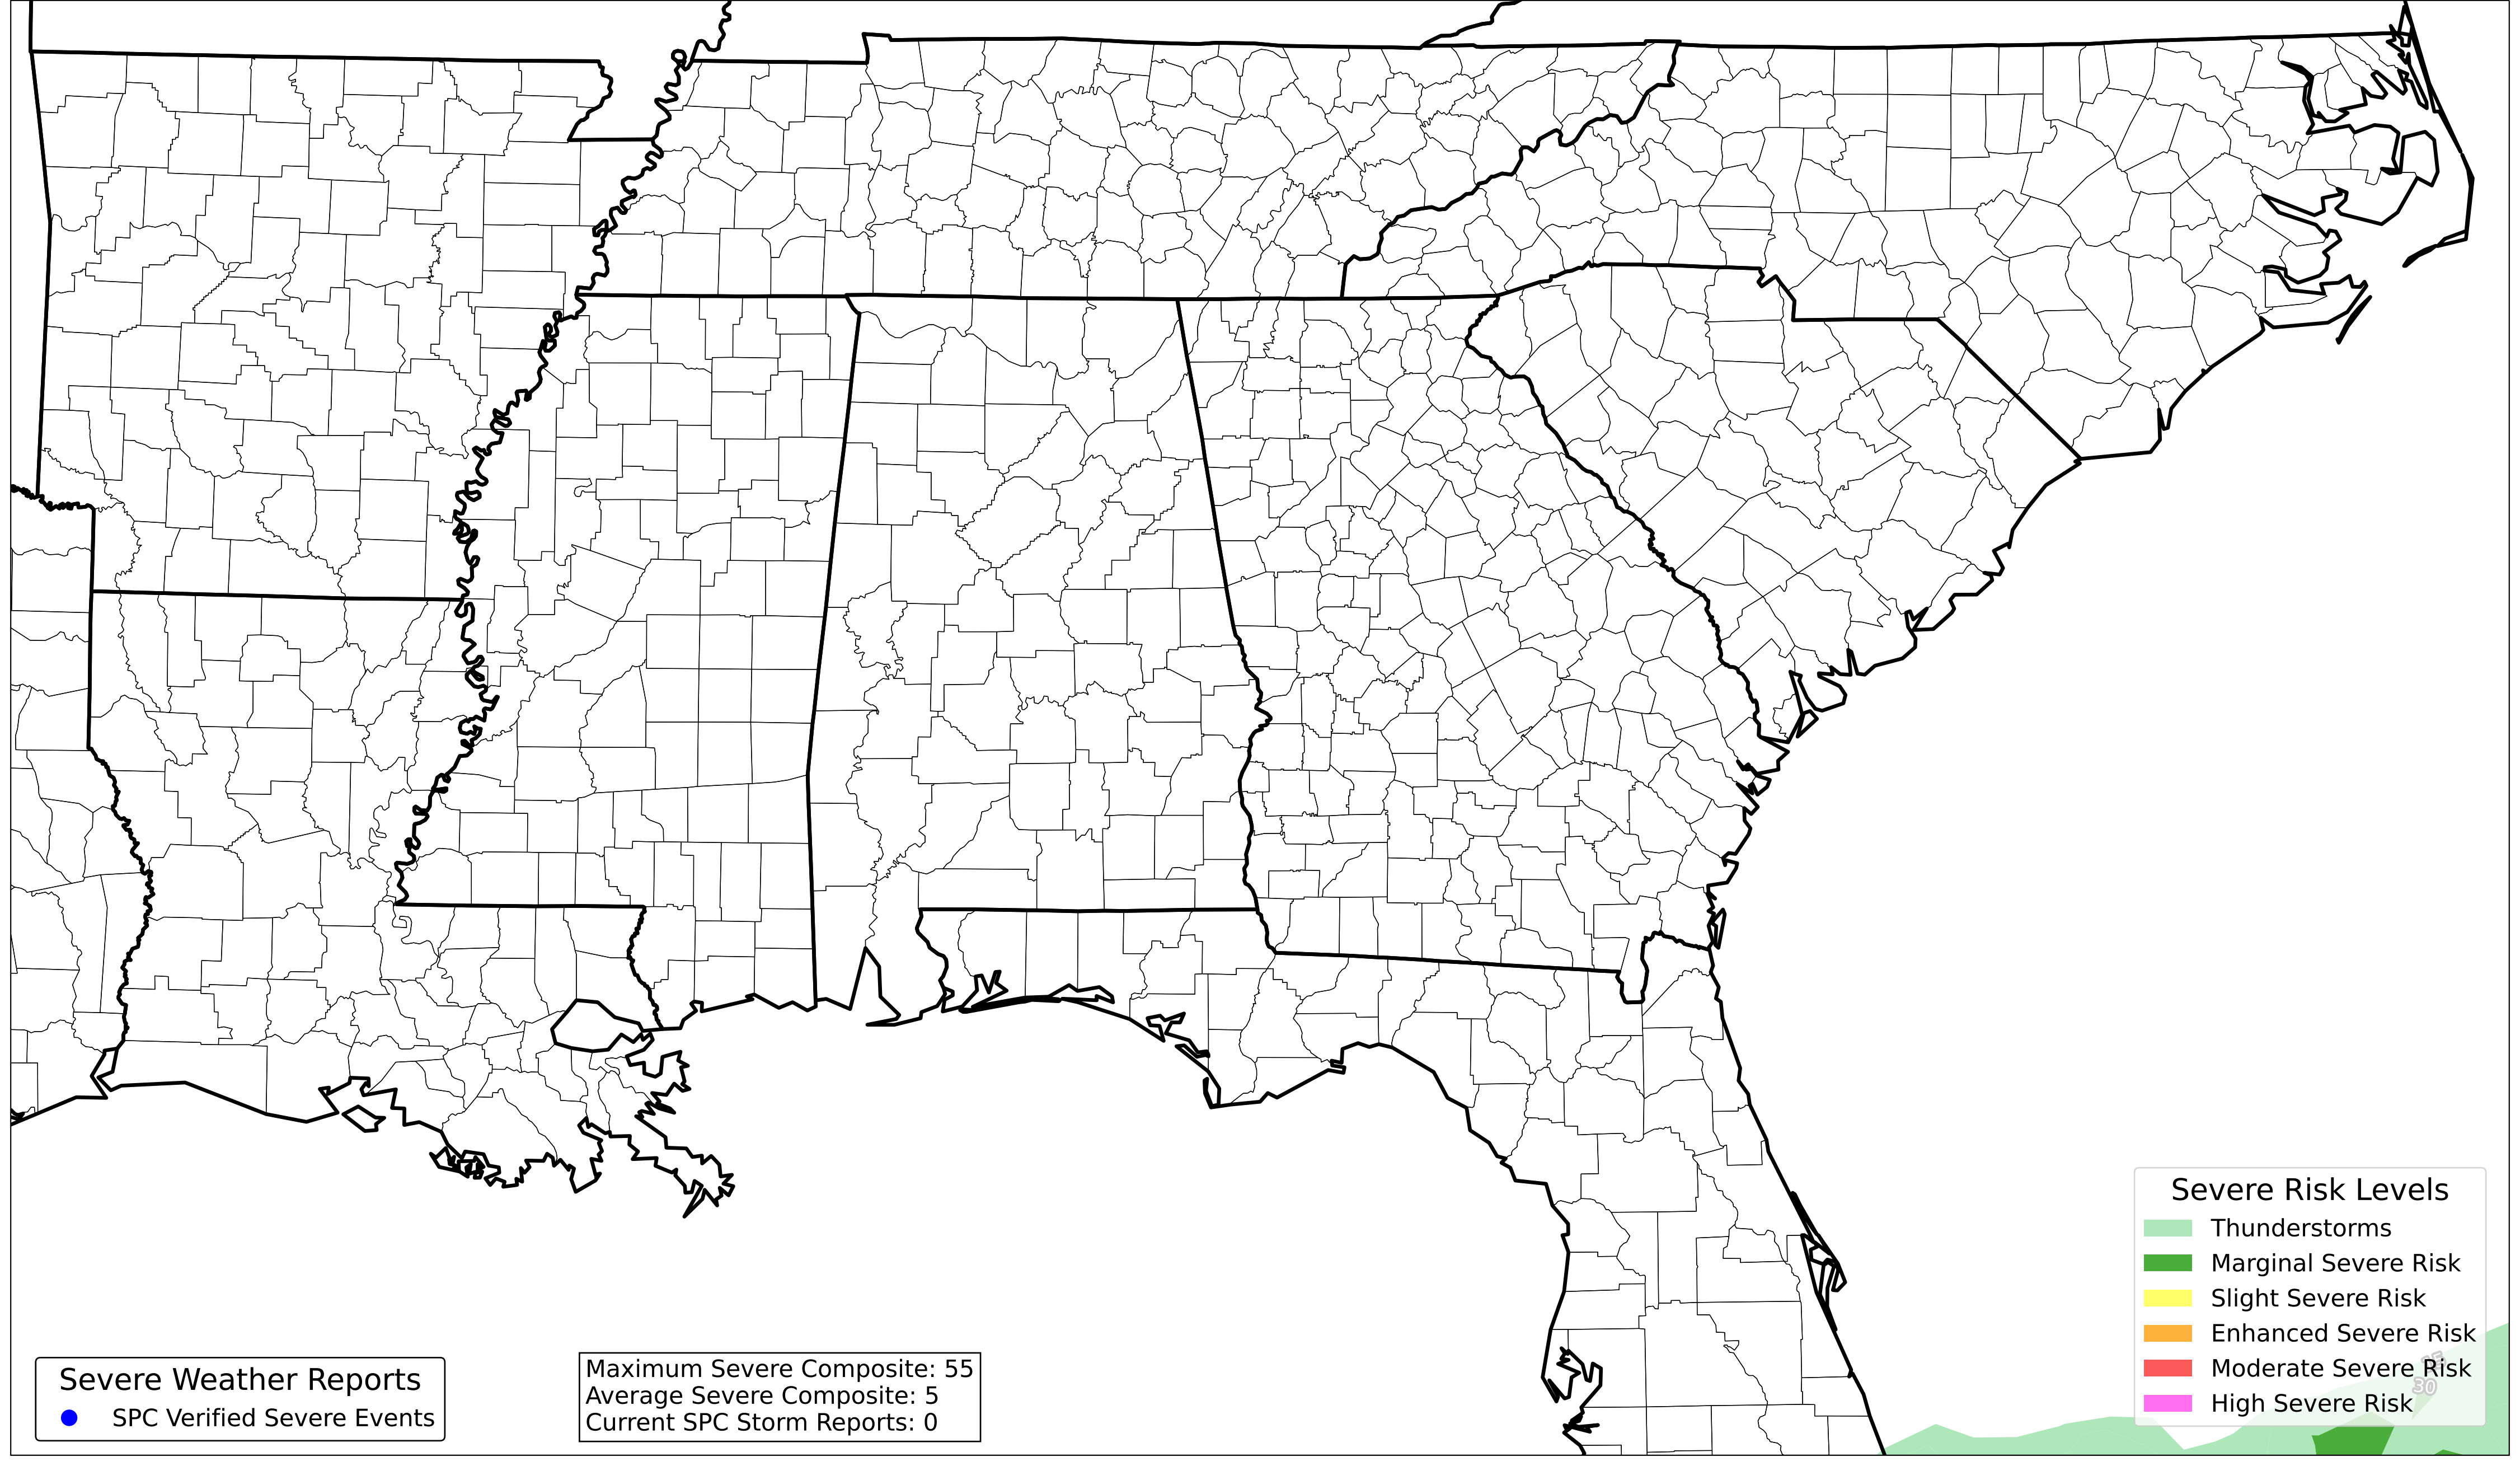 Severe Risk Levels
Thunderstorms
Marginal Severe Risk
Slight Severe Risk
Enhanced Severe Risk
Moderate Severe Risk
High Severe Risk
15
30
Severe Weather Reports
SPC Verified Severe Events
Maximum Severe Composite: 55
Average Severe Composite: 5
Current SPC Storm Reports: 0